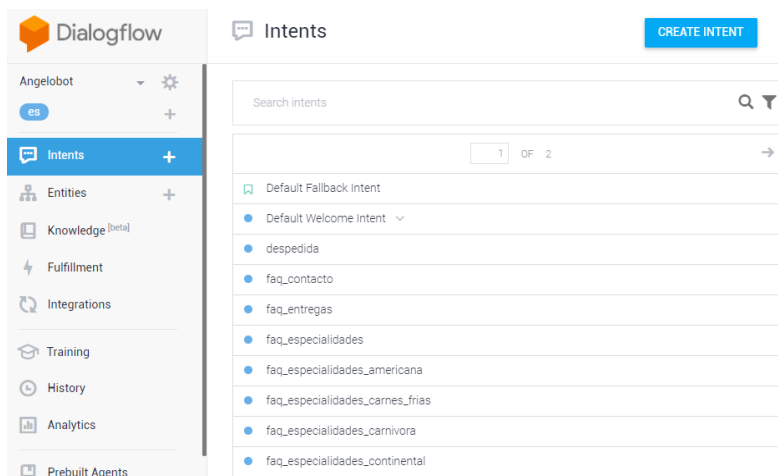 Dialogflow
Angelobot
es
Intents
Entities
Knowledge [beta]
Fulfillment
Integrations
Training
History
Analytics
Prebuilt Agents
Intents
CREATE INTENT
Search intents
1 OF 2
Default Fallback Intent
Default Welcome Intent
despedida
faq_contacto
faq_entregas
faq_especialidades
faq_especialidades_americana
faq_especialidades_carnes_frias
faq_especialidades_carnivora
faq_especialidades_continental